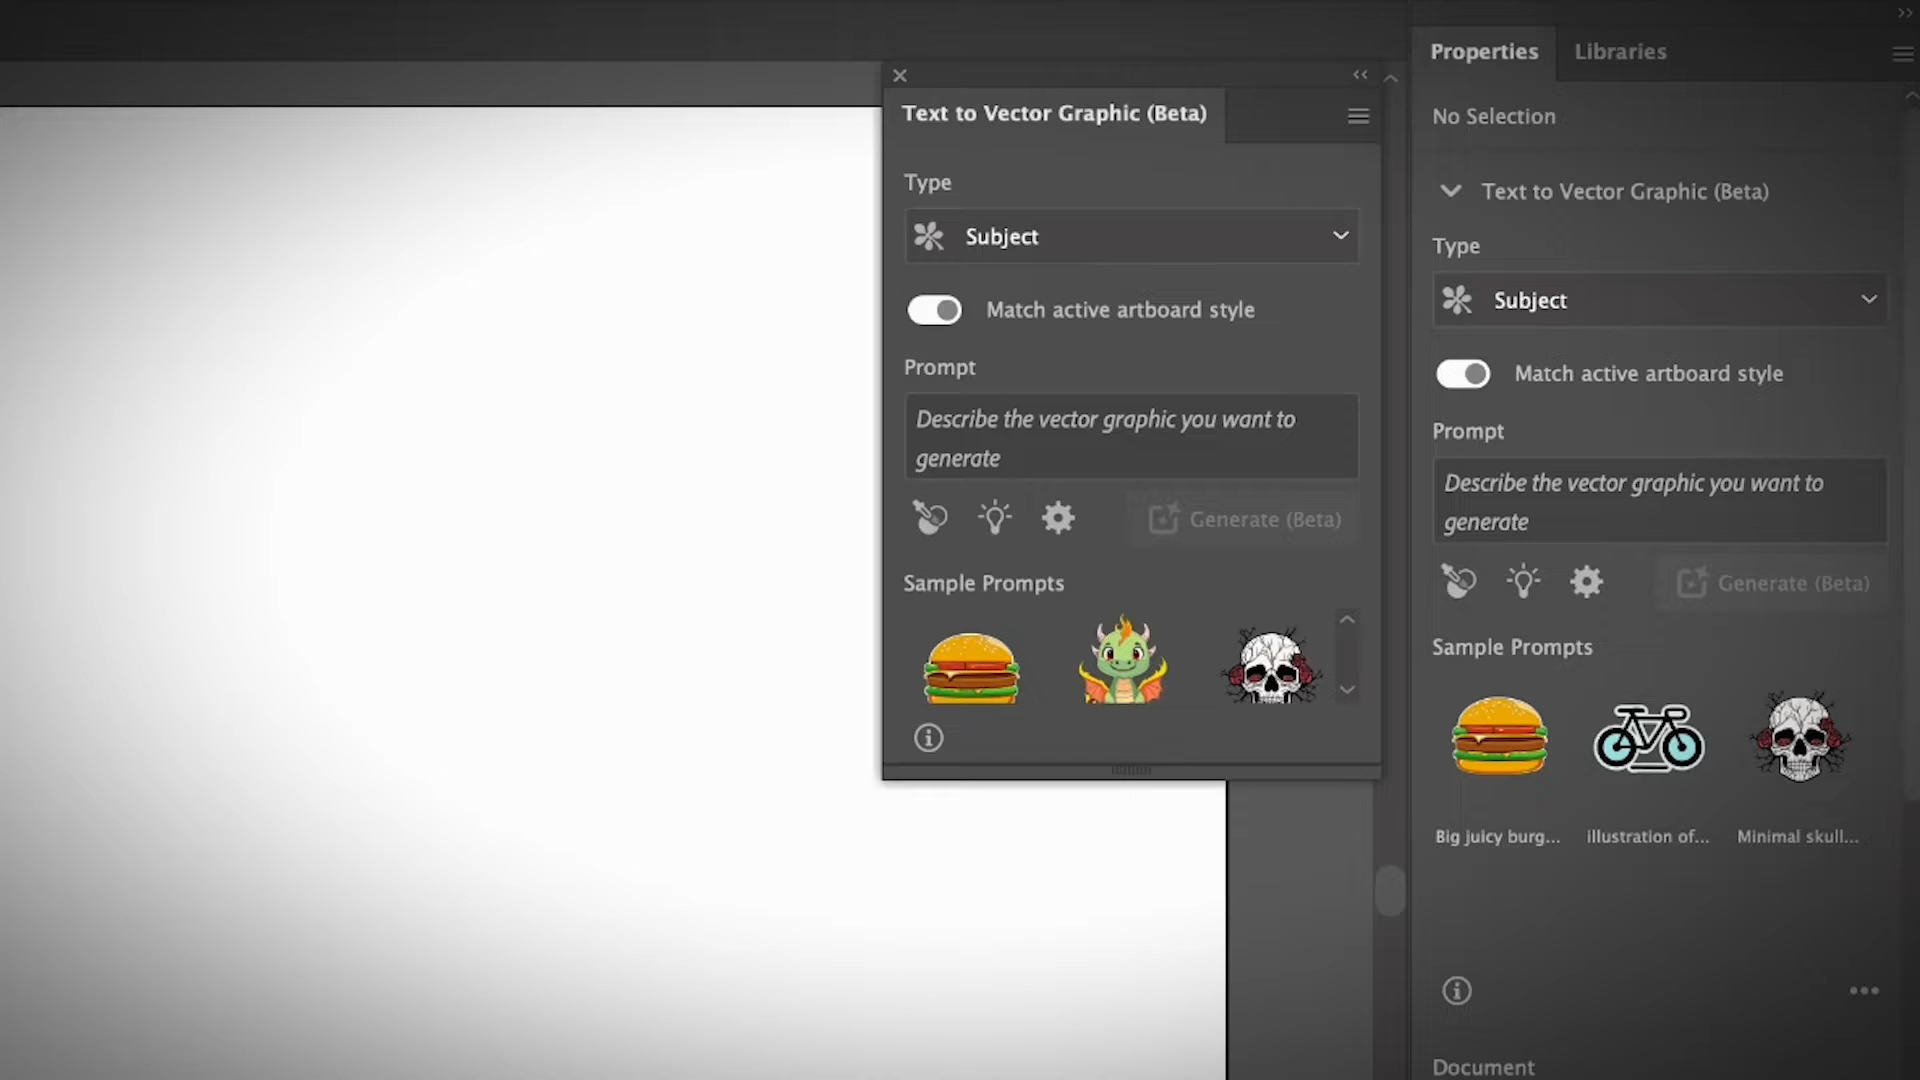 Text to Vector Graphic (Beta)
Type
Subject
Match active artboard style
Prompt
Describe the vector graphic you want to
generate
Generate (Beta)
Sample Prompts
Properties
Libraries
No Selection
Text to Vector Graphic (Beta)
Type
Subject
Match active artboard style
Prompt
Describe the vector graphic you want to
generate
Generate (Beta)
Sample Prompts
Big juicy burg...
illustration of...
Minimal skull...
Document